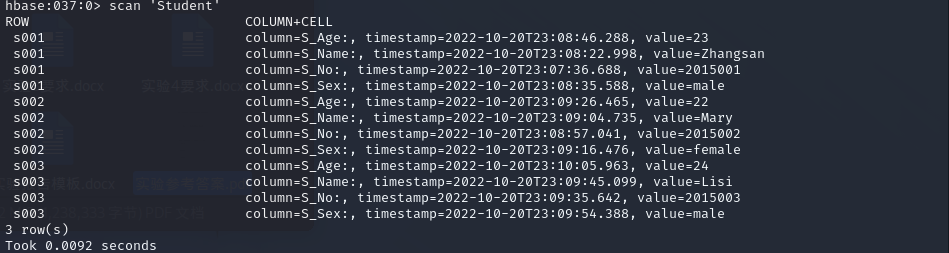 hbase:037:0> scan 'Student'
ROW COLUMN+CELL
s001 column=S_Age:, timestamp=2022-10-20T23:08:46.288, value=23
s001 column=S_Name:, timestamp=2022-10-20T23:08:22.998, value=Zhangsan
s001 column=S_No:, timestamp=2022-10-20T23:07:36.688, value=2015001
s001 column=S_Sex:, timestamp=2022-10-20T23:08:35.588, value=male
s002 column=S_Age:, timestamp=2022-10-20T23:09:26.465, value=22
s002 column=S_Name:, timestamp=2022-10-20T23:09:04.735, value=Mary
s002 column=S_No:, timestamp=2022-10-20T23:08:57.041, value=2015002
s002 column=S_Sex:, timestamp=2022-10-20T23:09:16.476, value=female
s003 column=S_Age:, timestamp=2022-10-20T23:10:05.963, value=24
s003 column=S_Name:, timestamp=2022-10-20T23:09:45.099, value=Lisi
s003 column=S_No:, timestamp=2022-10-20T23:09:35.642, value=2015003
s003 column=S_Sex:, timestamp=2022-10-20T23:09:54.388, value=male
3 row(s)
Took 0.0092 seconds